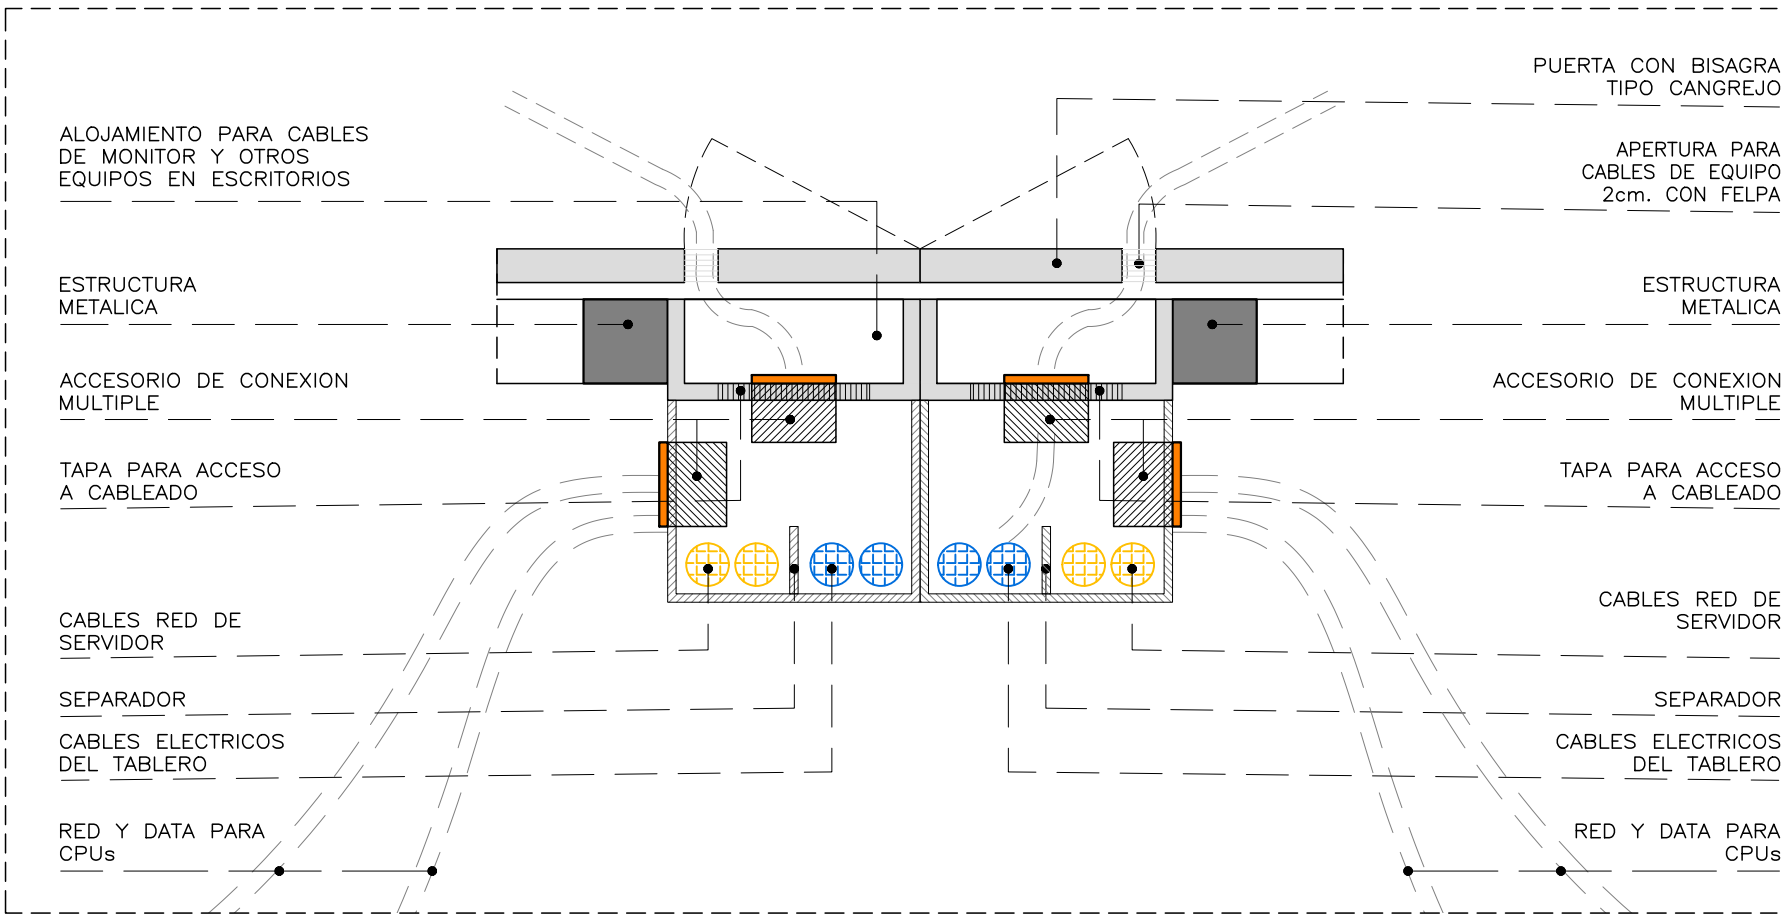 ALOJAMIENTO PARA CABLES
DE MONITOR Y OTROS
EQUIPOS EN ESCRITORIOS
ESTRUCTURA
METALICA
ACCESORIO DE CONEXION
MULTIPLE
TAPA PARA ACCESO
A CABLEADO
CABLES RED DE
SERVIDOR
SEPARADOR
CABLES ELECTRICOS
DEL TABLERO
RED Y DATA PARA
CPUs
PUERTA CON BISAGRA
TIPO CANGREJO
APERTURA PARA
CABLES DE EQUIPO
2cm. CON FELPA
ESTRUCTURA
METALICA
ACCESORIO DE CONEXION
MULTIPLE
TAPA PARA ACCESO
A CABLEADO
CABLES RED DE
SERVIDOR
SEPARADOR
CABLES ELECTRICOS
DEL TABLERO
RED Y DATA PARA
CPUs